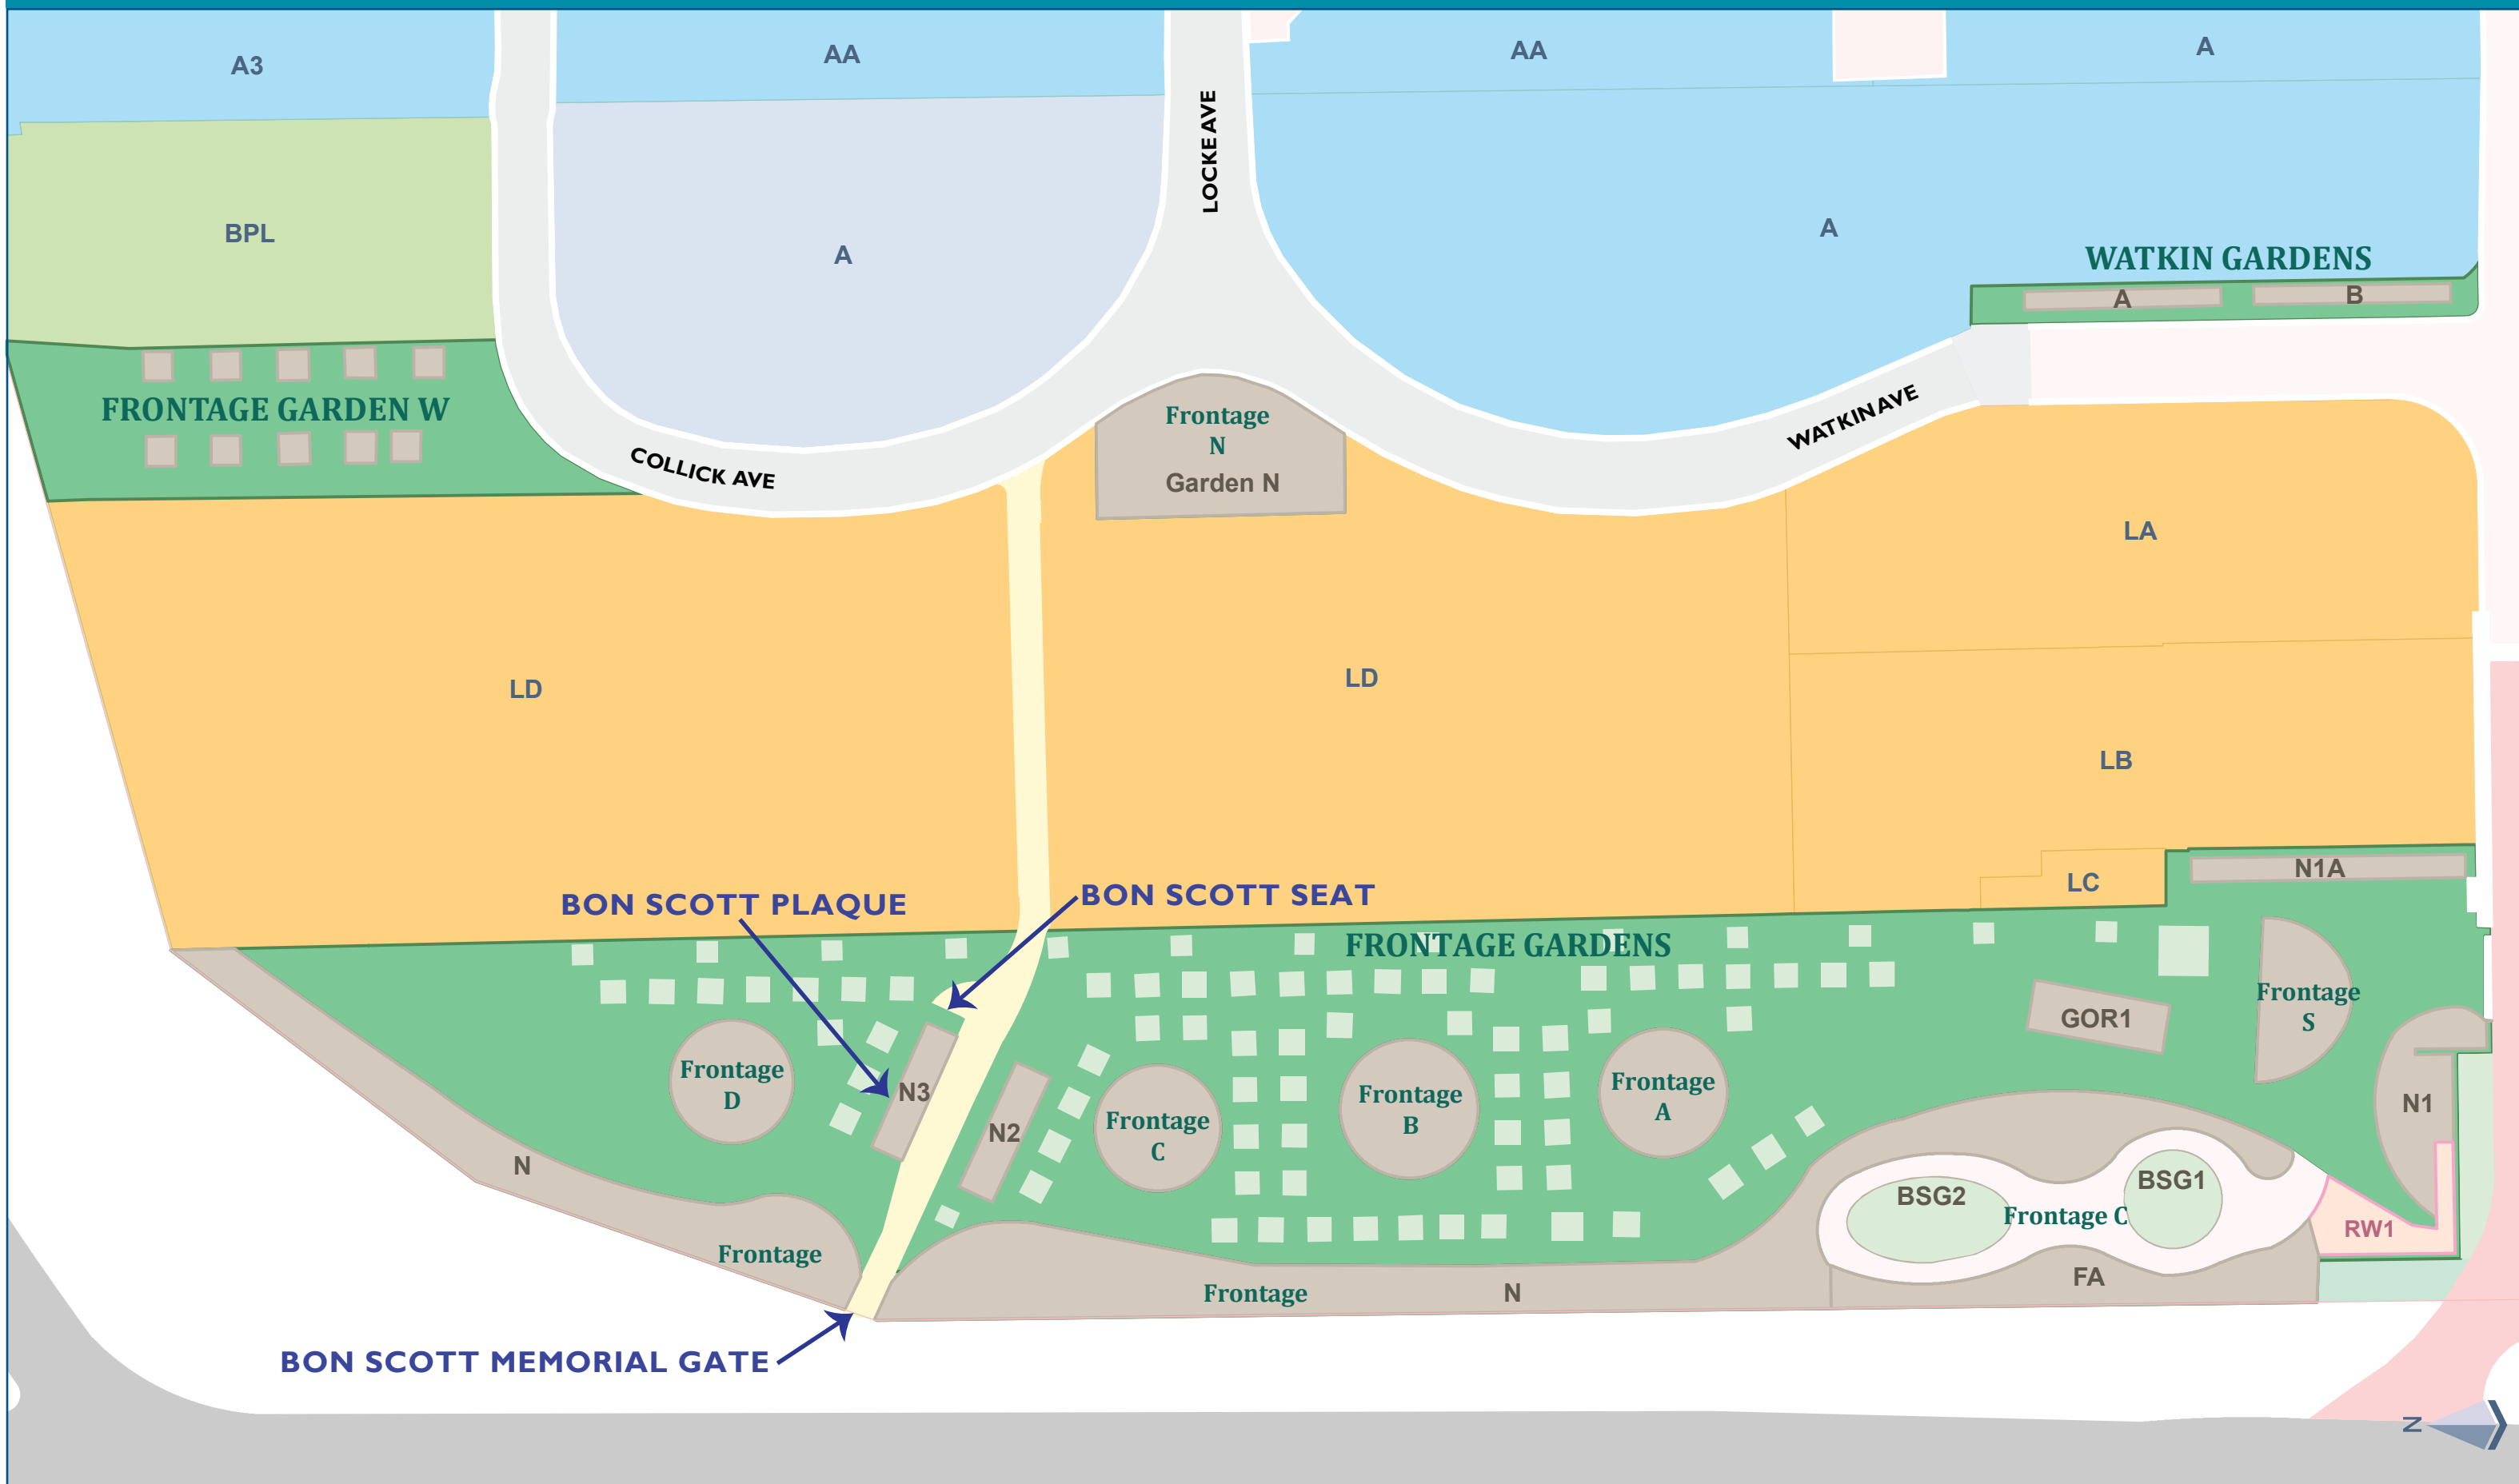 A3
AA
AA
A
LOCKE AVE
BPL
A
A
WATKIN GARDENS
A
B
FRONTAGE GARDEN W
COLLICK AVE
Frontage
N
Garden N
WATKIN AVE
LA
LD
LD
LB
BON SCOTT PLAQUE
BON SCOTT SEAT
LC
N1A
FRONTAGE GARDENS
Frontage
S
GOR1
Frontage
D
N3
N2
Frontage
C
Frontage
B
Frontage
A
N1
N
BSG2
BSG1
Frontage C
RW1
Frontage
Frontage
N
FA
BON SCOTT MEMORIAL GATE
N